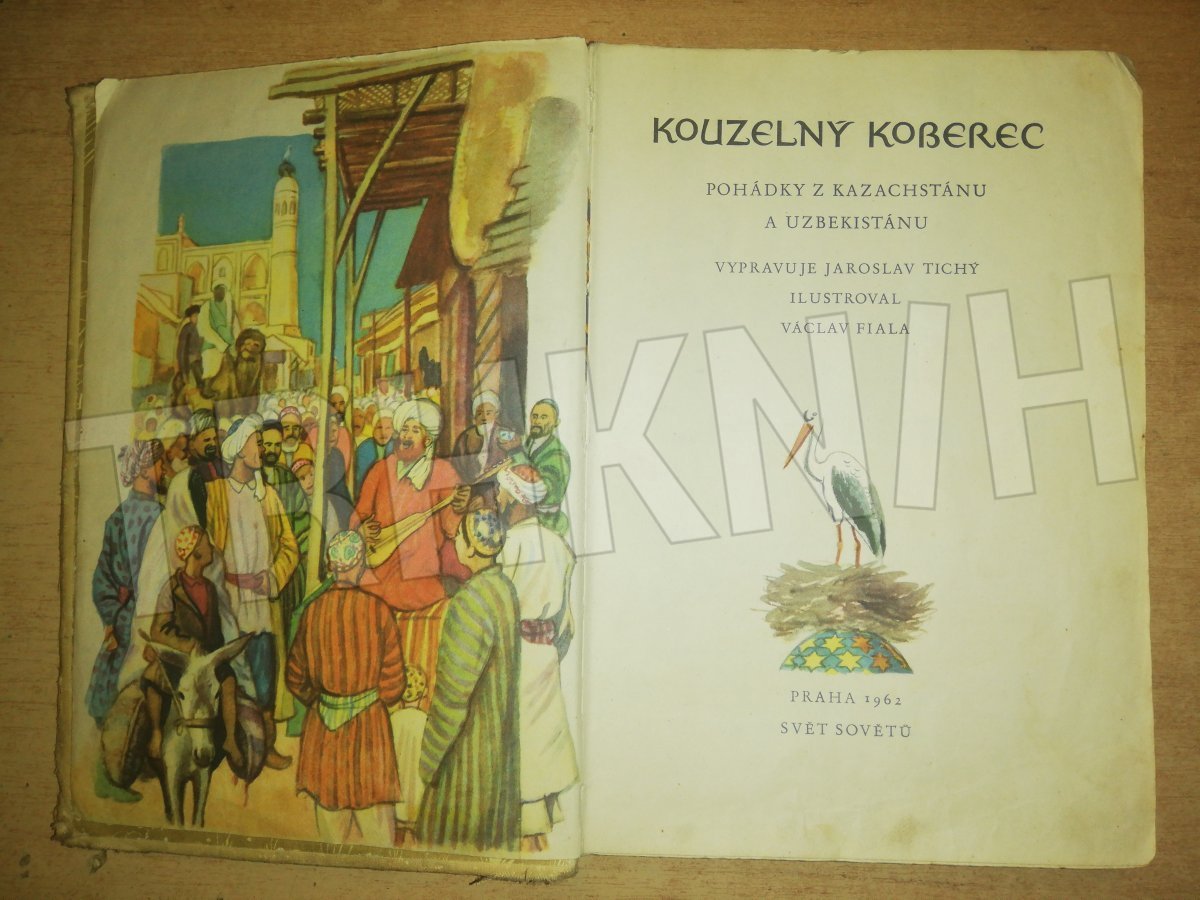 KOUZELNÝ KOBEREC
POHÁDKY Z KAZACHSTÁNU
A UZBEKISTÁNU
VYPRAVUJE JAROSLAV TICHÝ
ILUSTROVAL
VÁCLAV FIALA
PRAHA 1962
SVĚT SOVĚTŮ